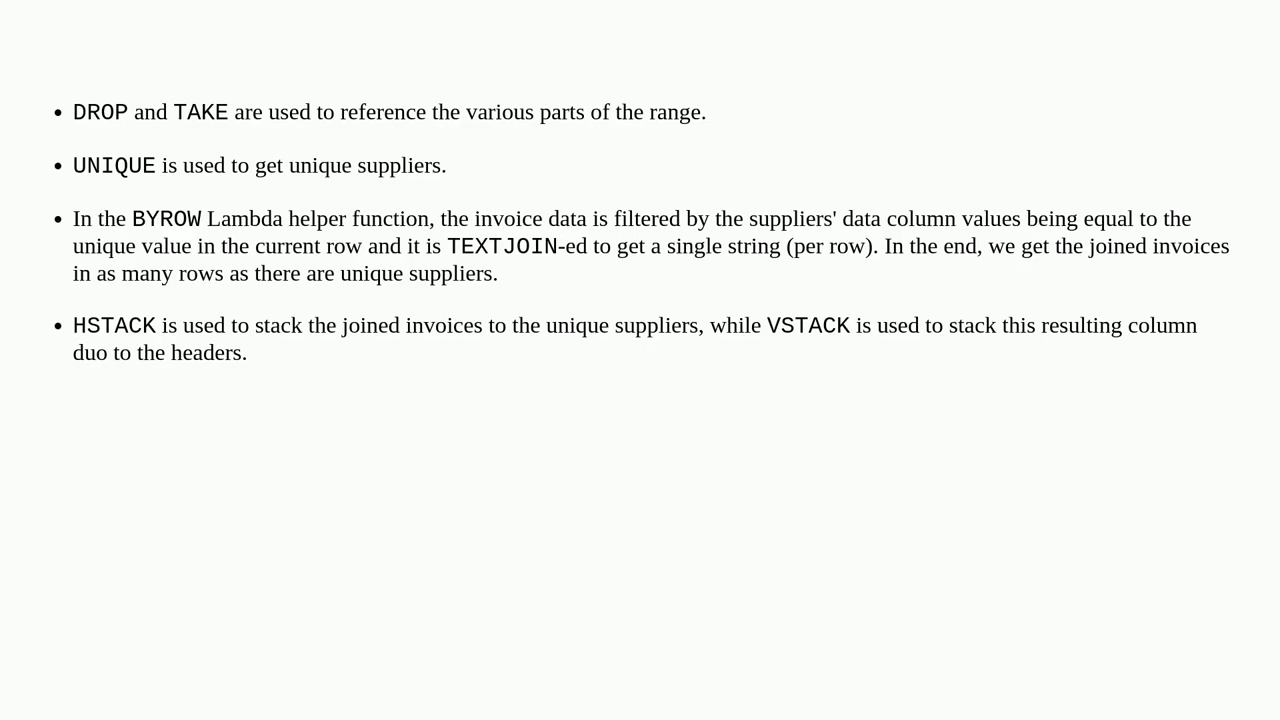 • DROP and TAKE are used to reference the various parts of the range.
• UNIQUE is used to get unique suppliers.
• In the BYROW Lambda helper function, the invoice data is filtered by the suppliers' data column values being equal to the
unique value in the current row and it is TEXTJOIN-ed to get a single string (per row). In the end, we get the joined invoices
in as many rows as there are unique suppliers.
• HSTACK is used to stack the joined invoices to the unique suppliers, while VSTACK is used to stack this resulting column
duo to the headers.